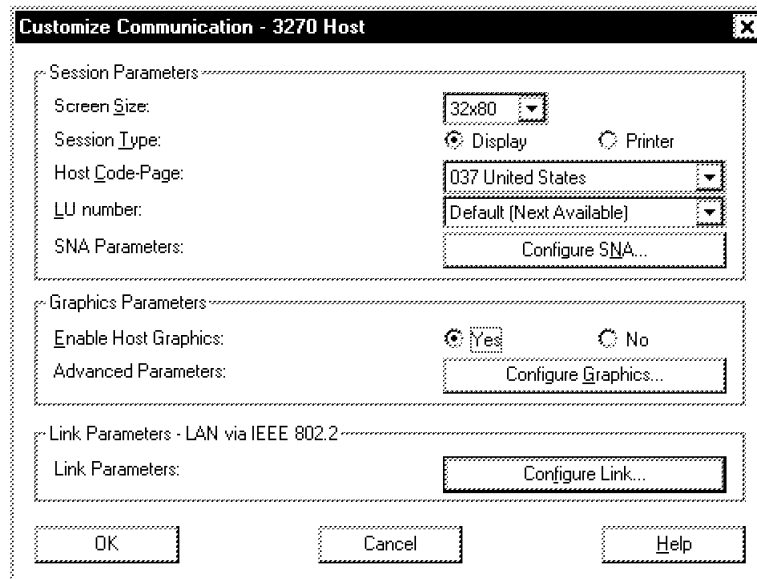 Customize Communication - 3270 Host
Session Parameters
Screen Size: 32x80
Session Type: Display Printer
Host Code-Page: 037 United States
LU number: Default (Next Available)
SNA Parameters: Configure SNA...
Graphics Parameters
Enable Host Graphics: Yes No
Advanced Parameters: Configure Graphics...
Link Parameters - LAN via IEEE 802.2
Link Parameters: Configure Link...
OK Cancel Help